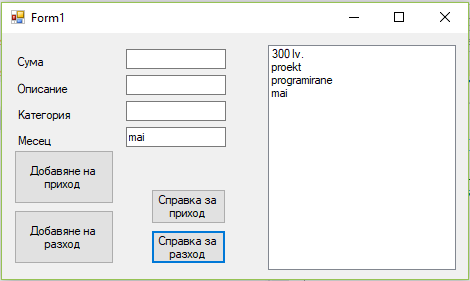 Form1
Сума
Описание
Категория
Месец
mai
Добавяне на
приход
Добавяне на
разход
Справка за
приход
Справка за
разход
300 lv.
proekt
programirane
mai